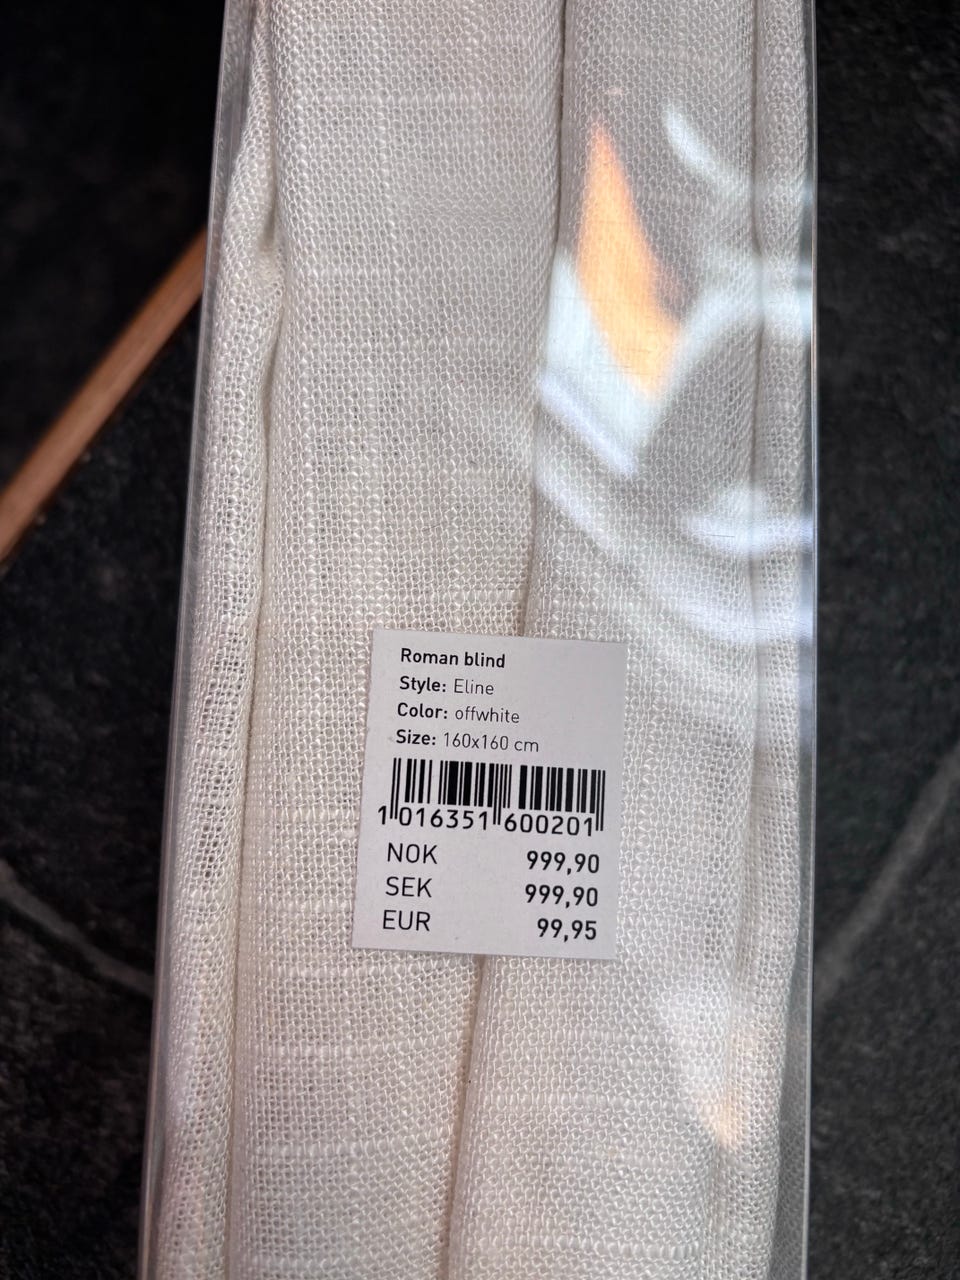 Roman blind
Style: Eline
Color: offwhite
Size: 160x160 cm
1 016351 600201
NOK 999,90
SEK 999,90
EUR 99,95